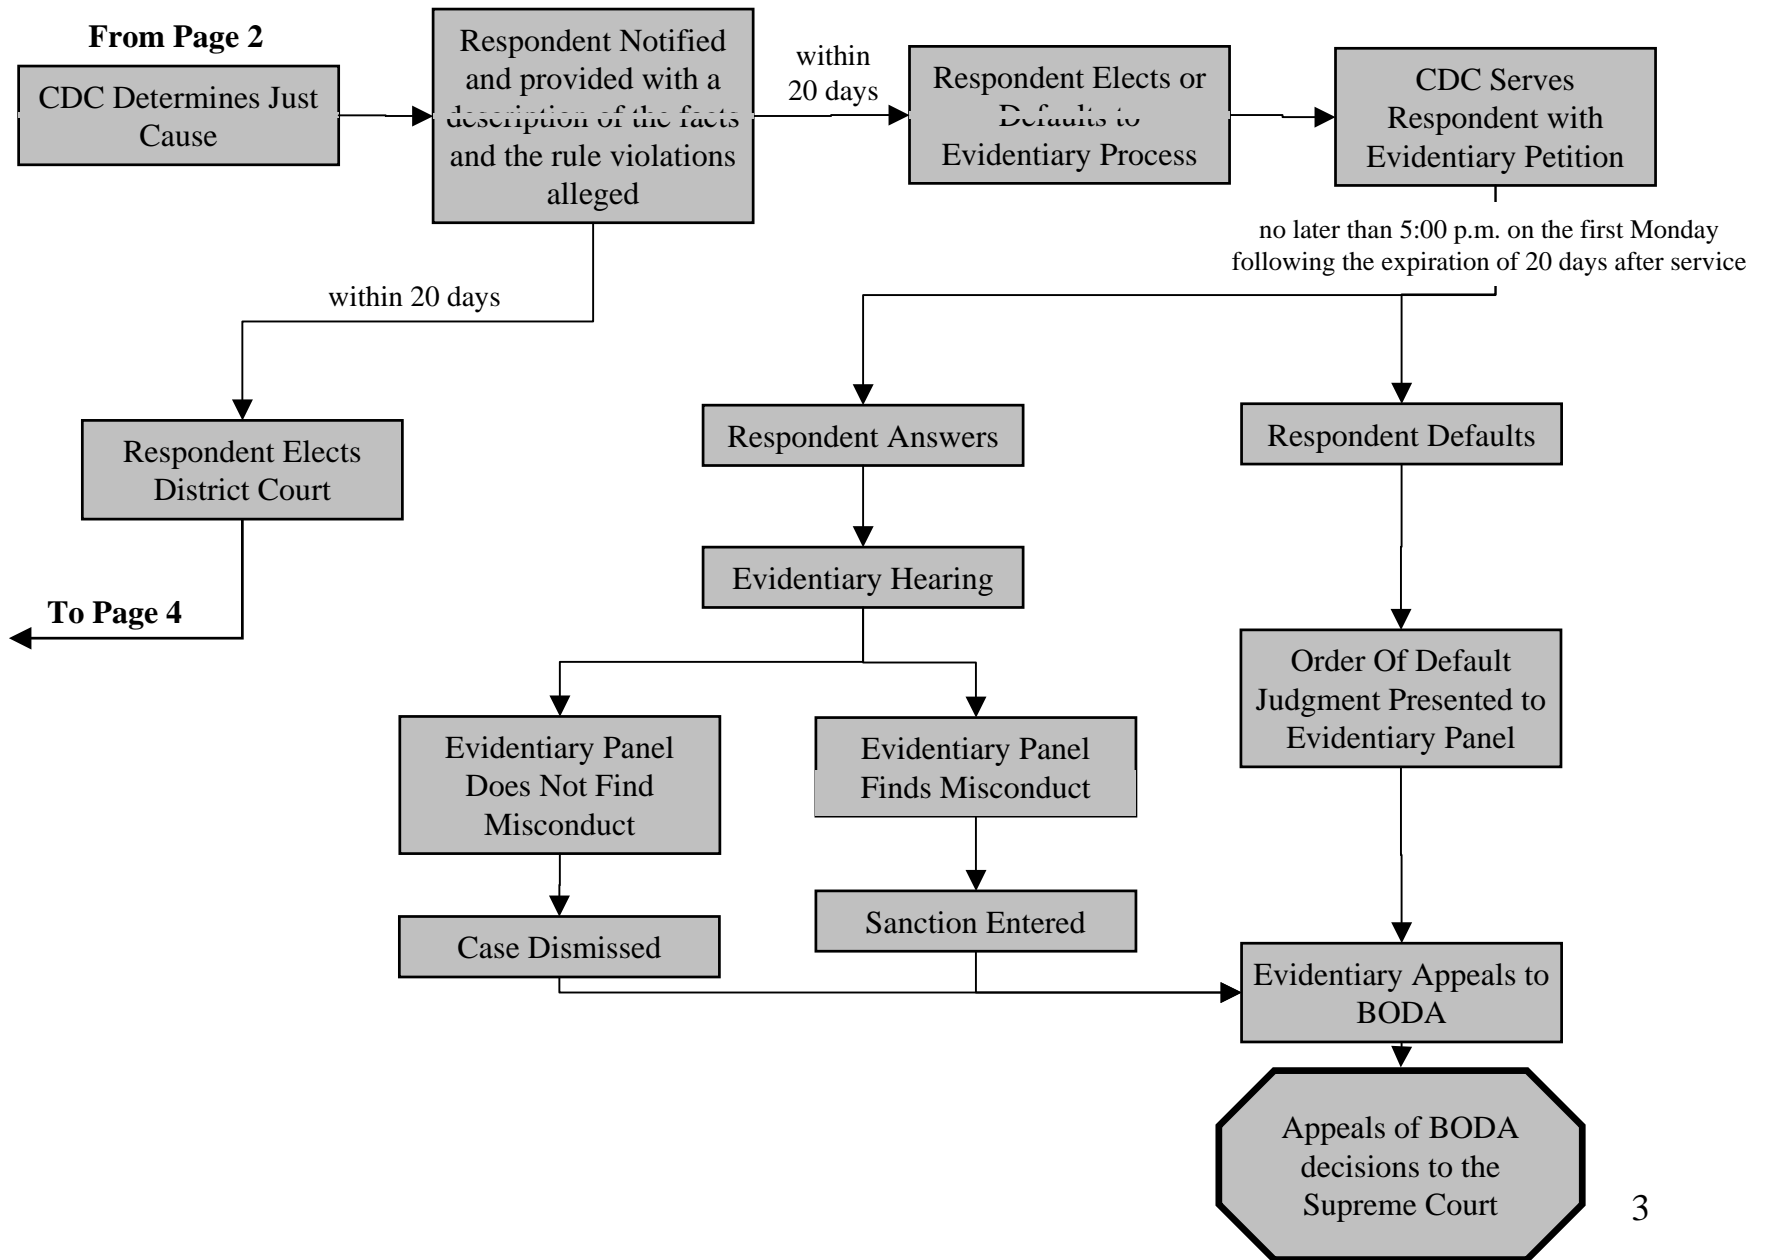 From Page 2
CDC Determines Just
Cause
Respondent Notified
and provided with a
description of the facts
and the rule violations
alleged
within
20 days
Respondent Elects or
Defaults to
Evidentiary Process
CDC Serves
Respondent with
Evidentiary Petition
no later than 5:00 p.m. on the first Monday
following the expiration of 20 days after service
within 20 days
Respondent Elects
District Court
To Page 4
Respondent Answers
Respondent Defaults
Evidentiary Hearing
Order Of Default
Judgment Presented to
Evidentiary Panel
Evidentiary Panel
Does Not Find
Misconduct
Evidentiary Panel
Finds Misconduct
Case Dismissed
Sanction Entered
Evidentiary Appeals to
BODA
Appeals of BODA
decisions to the
Supreme Court
3